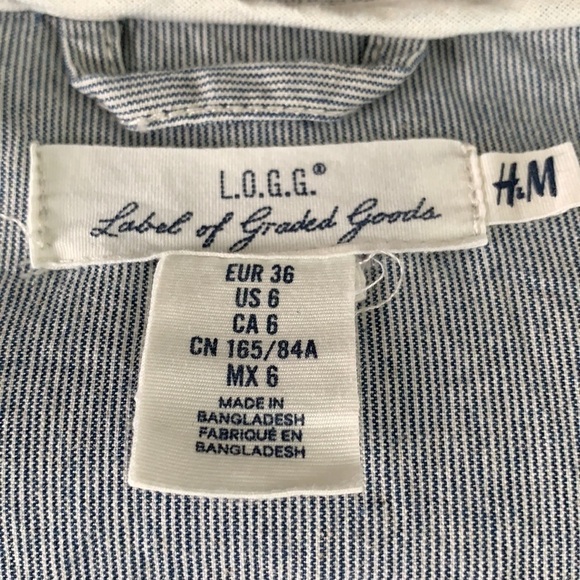 L.O.G.G.®
Label of Graded Goods
H&M
EUR 36
US 6
CA 6
CN 165/84A
MX 6
MADE IN
BANGLADESH
FABRIQUÉ EN
BANGLADESH